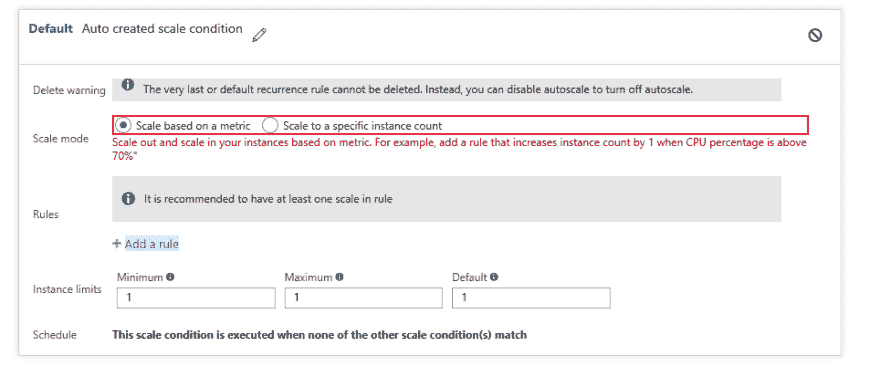 Default Auto created scale condition
Delete warning The very last or default recurrence rule cannot be deleted. Instead, you can disable autoscale to turn off autoscale.
Scale mode Scale based on a metric Scale to a specific instance count
Scale out and scale in your instances based on metric. For example, add a rule that increases instance count by 1 when CPU percentage is above
70%"
Rules It is recommended to have at least one scale in rule
+ Add a rule
Minimum Maximum Default
Instance limits 1 1 1
Schedule This scale condition is executed when none of the other scale condition(s) match